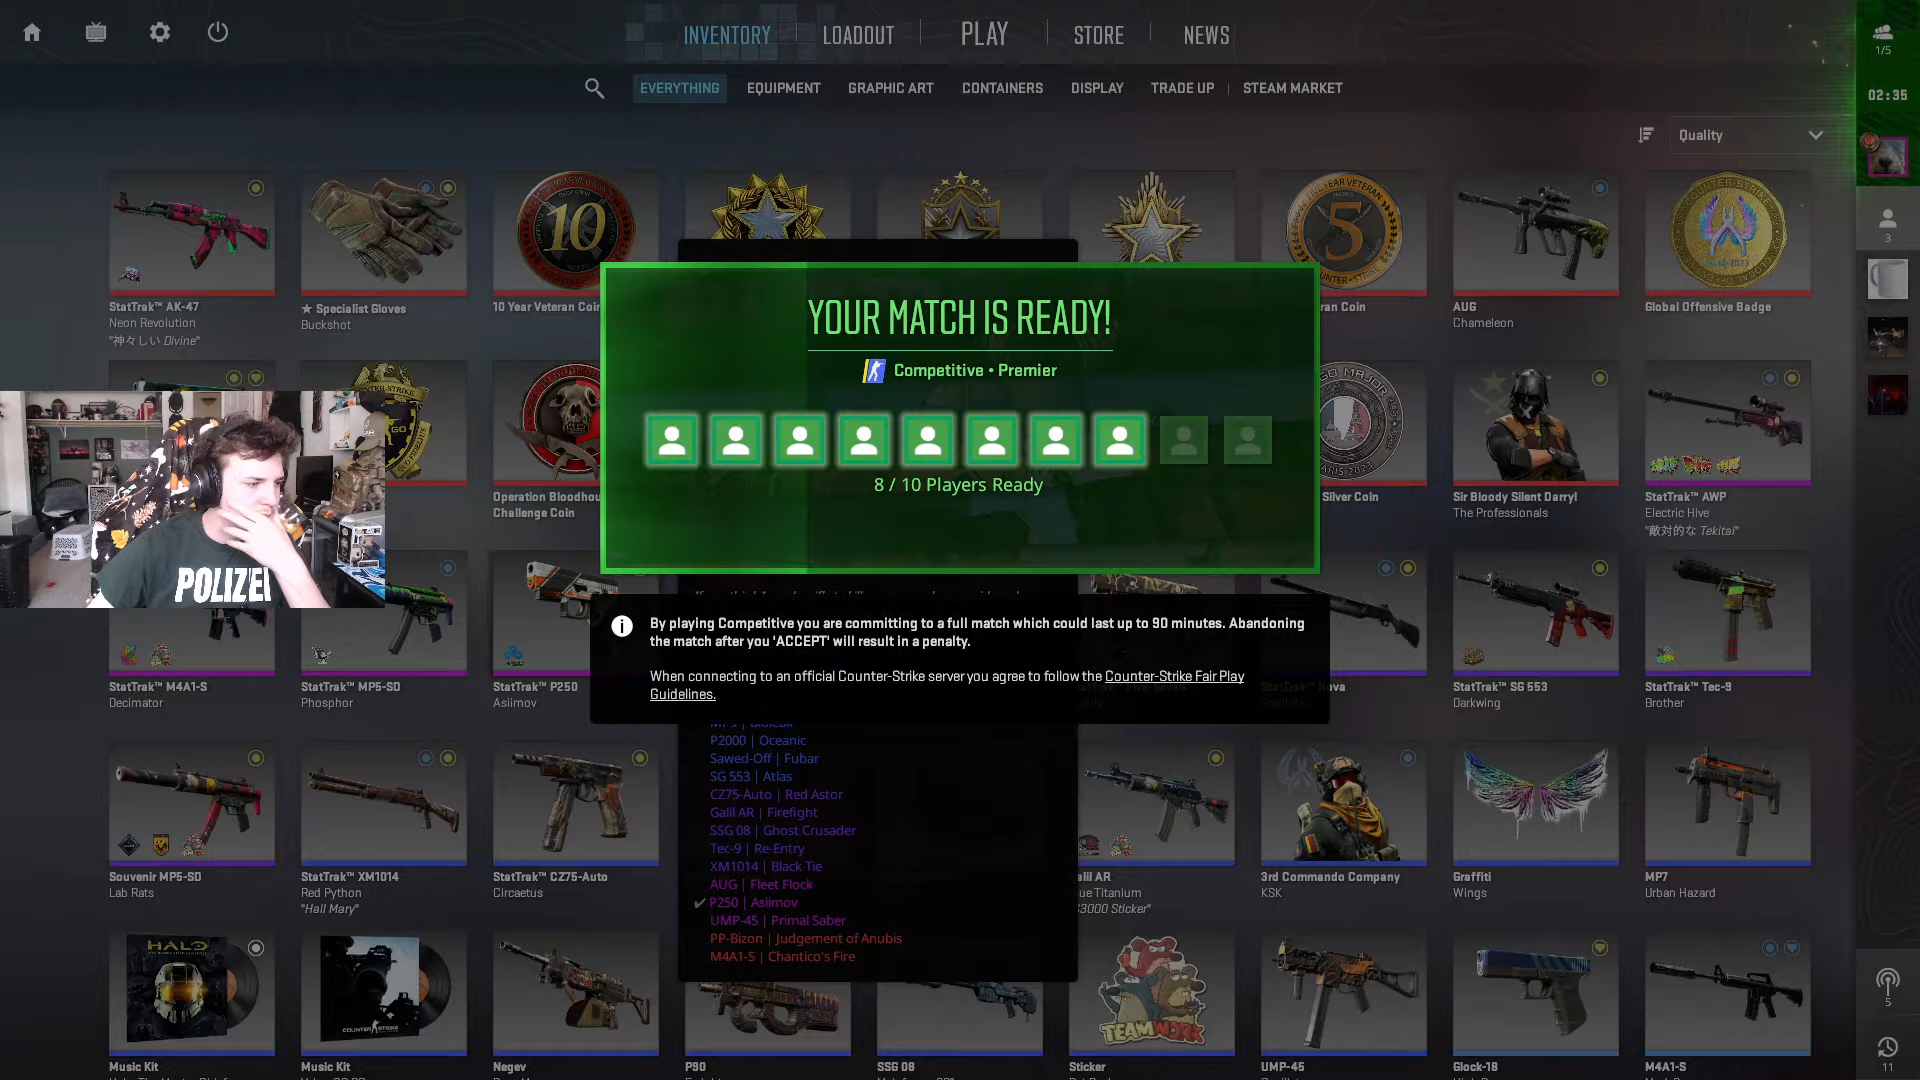 INVENTORY
LOADOUT
PLAY
STORE
NEWS
1/5
EVERYTHING
EQUIPMENT
GRAPHIC ART
CONTAINERS
DISPLAY
TRADE UP
STEAM MARKET
02:35
Quality
3
StatTrak™ AK-47
Neon Revolution
"神々しい Divine"
★ Specialist Gloves
Buckshot
10 Year Veteran Coin
AUG
Chameleon
Global Offensive Badge
YOUR MATCH IS READY!
Competitive • Premier
8 / 10 Players Ready
POLIZEI
Operation
Challenge Coin
Silver Coin
Sir Bloody Silent Darryl
The Professionals
StatTrak™ AWP
Electric Hive
"敵対的な Tekitai"
By playing Competitive you are committing to a full match which could last up to 90 minutes. Abandoning
the match after you 'ACCEPT' will result in a penalty.
When connecting to an official Counter-Strike server you agree to follow the Counter-Strike Fair Play
Guidelines.
StatTrak™ M4A1-S
Decimator
StatTrak™ MP5-SD
Phosphor
StatTrak™ P250
Asiimov
StatTrak™ Nova
StatTrak™ SG 553
Darkwing
StatTrak™ Tec-9
Brother
P2000 | Oceanic
Sawed-Off | Fubar
SG 553 | Atlas
CZ75-Auto | Red Astor
Galil AR | Firefight
SSG 08 | Ghost Crusader
Tec-9 | Re-Entry
XM1014 | Black Tie
AUG | Fleet Flock
✔ P250 | Asiimov
UMP-45 | Primal Saber
PP-Bizon | Judgement of Anubis
M4A1-S | Chantico's Fire
Souvenir MP5-SD
Lab Rats
StatTrak™ XM1014
Red Python
"Hail Mary"
StatTrak™ CZ75-Auto
Circaetus
3rd Commando Company
KSK
Graffiti
Wings
MP7
Urban Hazard
HALO
COUNTER STRIKE
TEAMWORK
5
Music Kit
Music Kit
Negev
P90
SSG 08
Sticker
UMP-45
Glock-18
M4A1-S
11